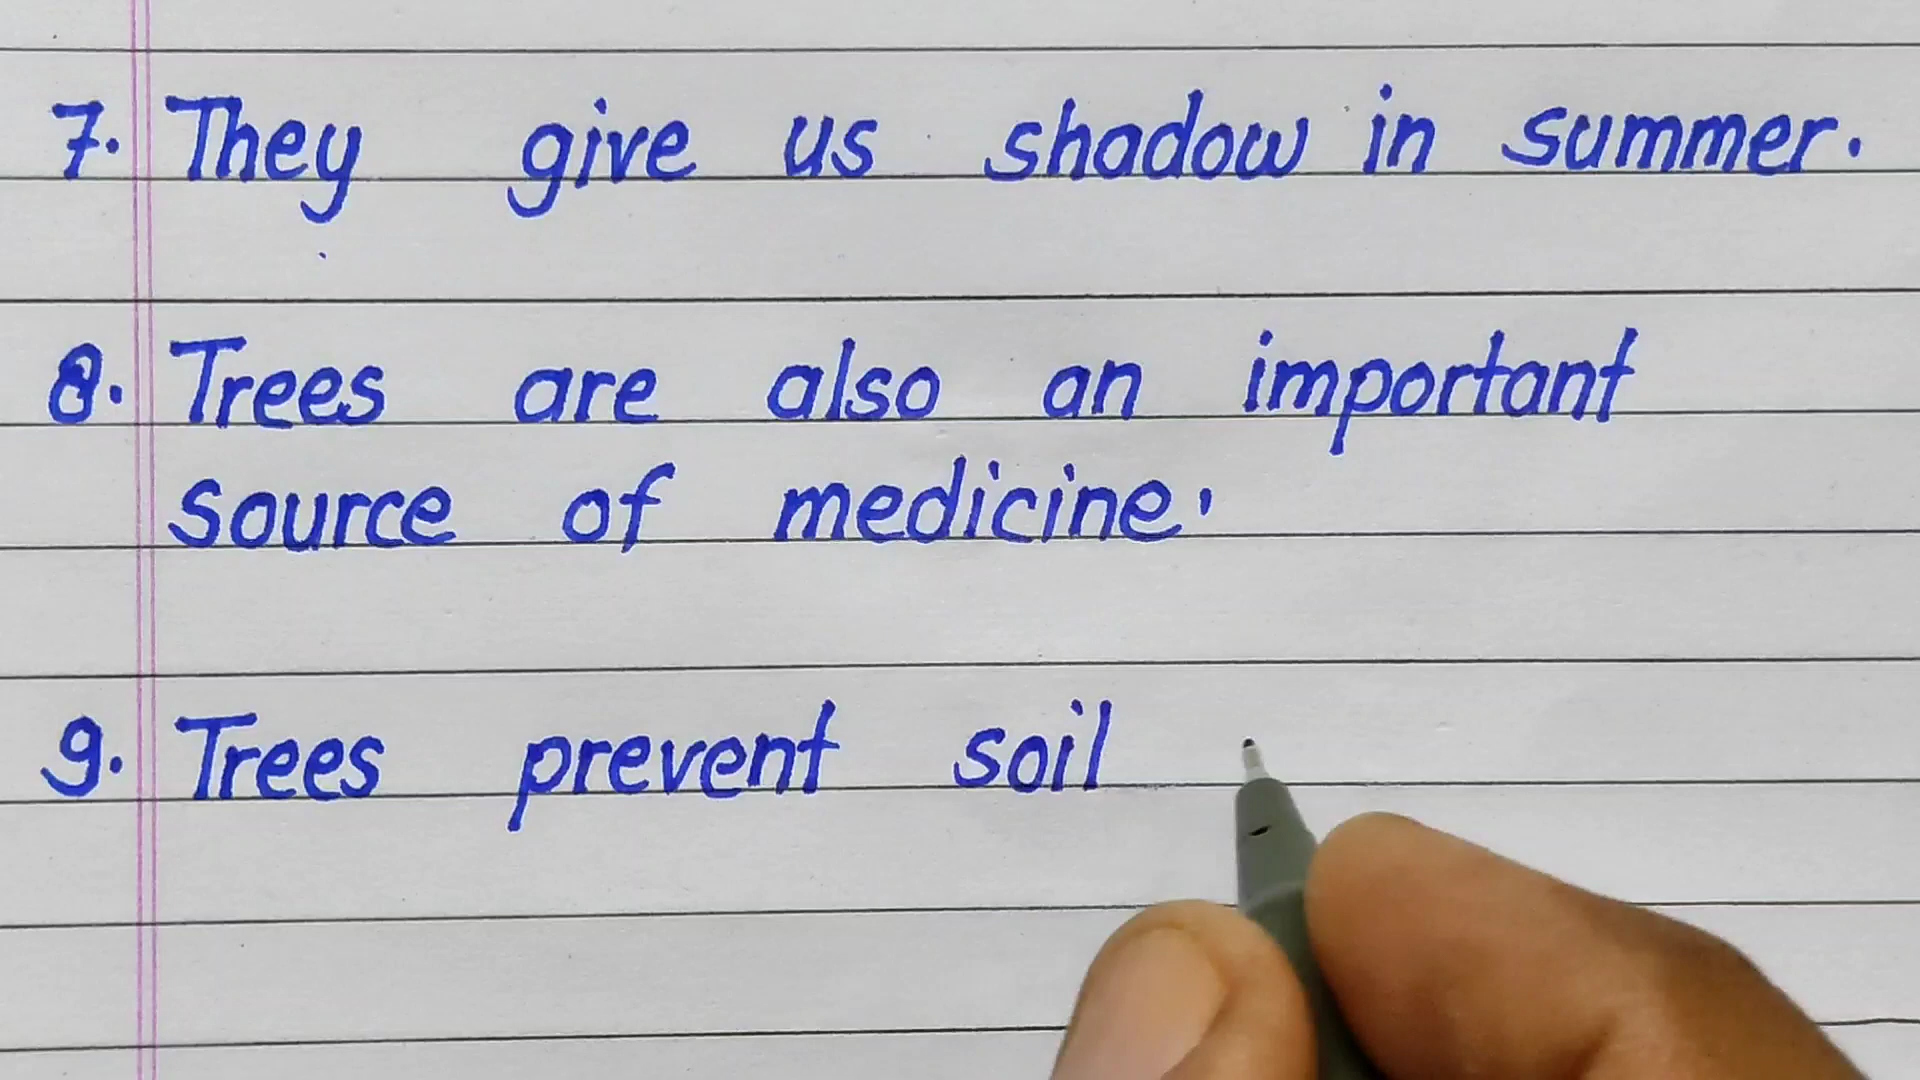 7. They give us shadow in summer.
8. Trees are also an important
source of medicine.
9. Trees prevent soil